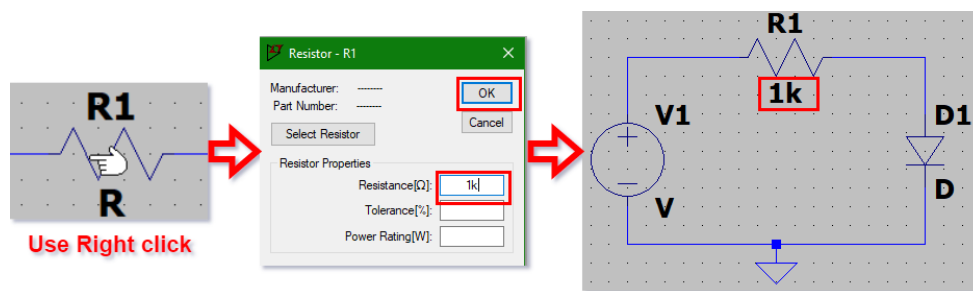 R1
R
Use Right click
Resistor - R1
Manufacturer: --------
Part Number: --------
OK
Cancel
Select Resistor
Resistor Properties
Resistance[Ω]: 1k
Tolerance[%]:
Power Rating[W]:
R1
1k
V1
V
D1
D